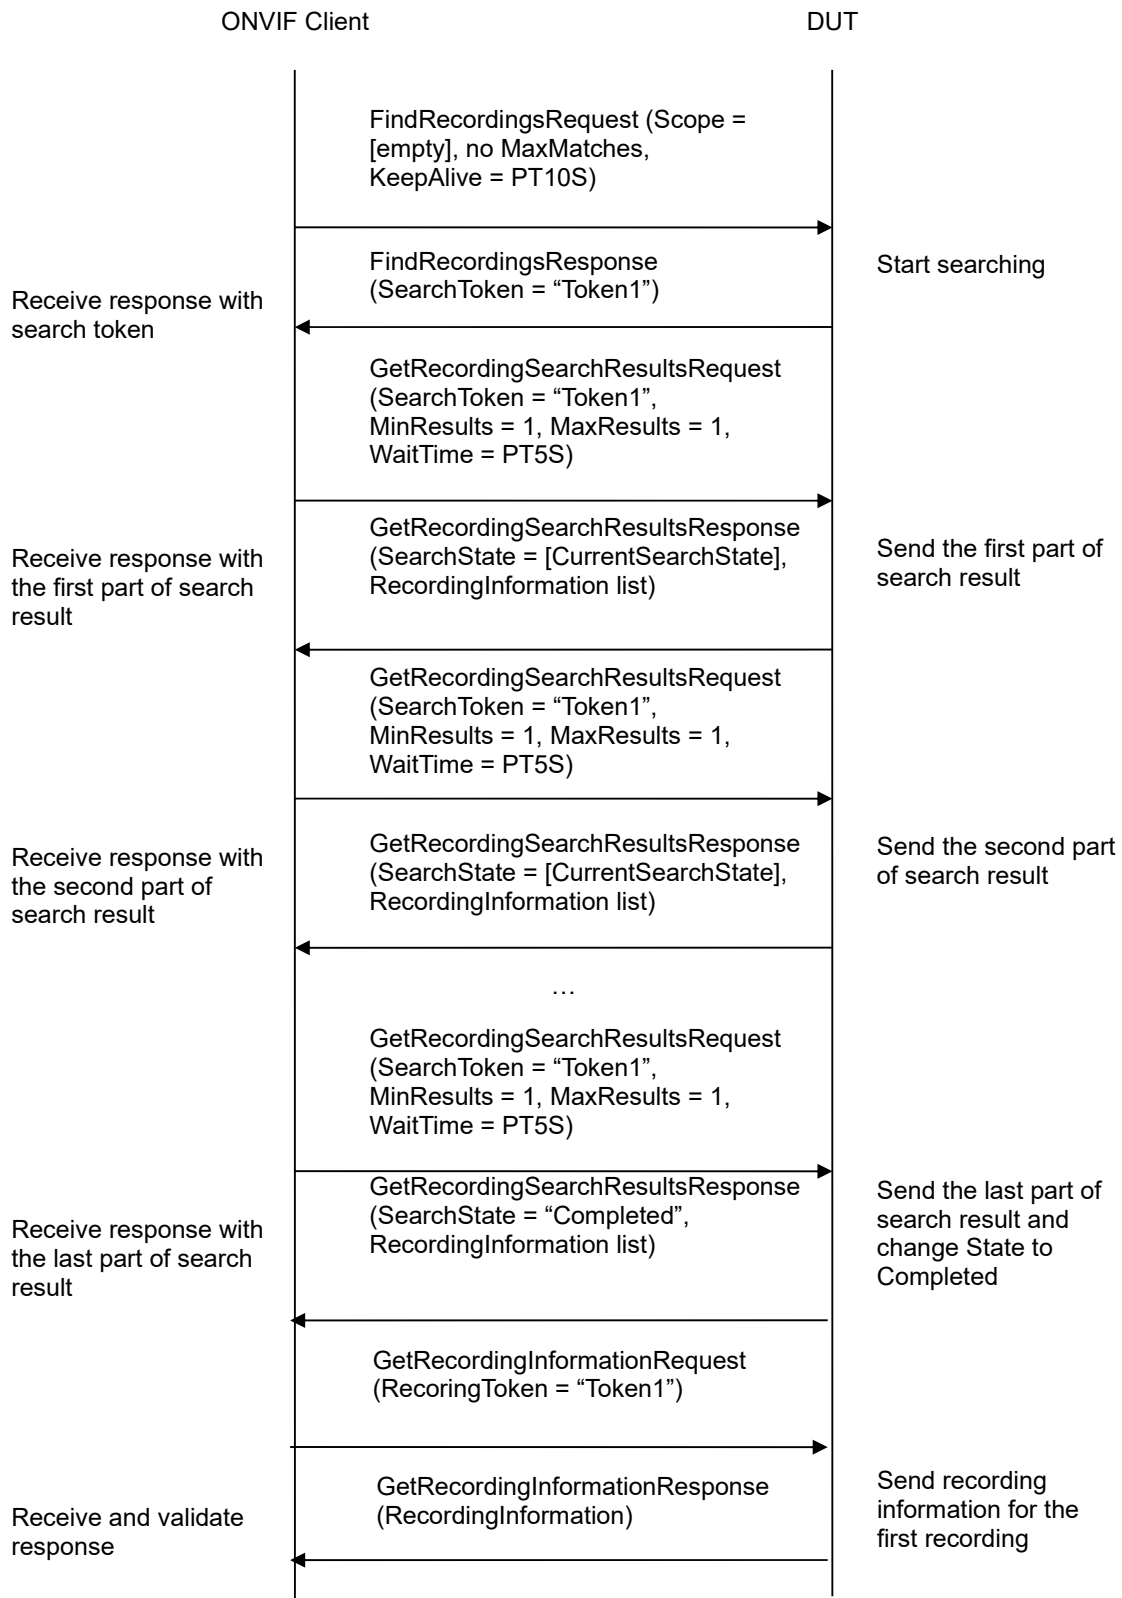 ONVIF Client
DUT
FindRecordingsRequest (Scope =
[empty], no MaxMatches,
KeepAlive = PT10S)
Start searching
FindRecordingsResponse
(SearchToken = “Token1”)
Receive response with
search token
GetRecordingSearchResultsRequest
(SearchToken = “Token1”,
MinResults = 1, MaxResults = 1,
WaitTime = PT5S)
GetRecordingSearchResultsResponse
(SearchState = [CurrentSearchState],
RecordingInformation list)
Send the first part of
search result
Receive response with
the first part of search
result
GetRecordingSearchResultsRequest
(SearchToken = “Token1”,
MinResults = 1, MaxResults = 1,
WaitTime = PT5S)
GetRecordingSearchResultsResponse
(SearchState = [CurrentSearchState],
RecordingInformation list)
Send the second part
of search result
Receive response with
the second part of
search result
…
GetRecordingSearchResultsRequest
(SearchToken = “Token1”,
MinResults = 1, MaxResults = 1,
WaitTime = PT5S)
GetRecordingSearchResultsResponse
(SearchState = “Completed”,
RecordingInformation list)
Send the last part of
search result and
change State to
Completed
Receive response with
the last part of search
result
GetRecordingInformationRequest
(RecoringToken = “Token1”)
GetRecordingInformationResponse
(RecordingInformation)
Send recording
information for the
first recording
Receive and validate
response